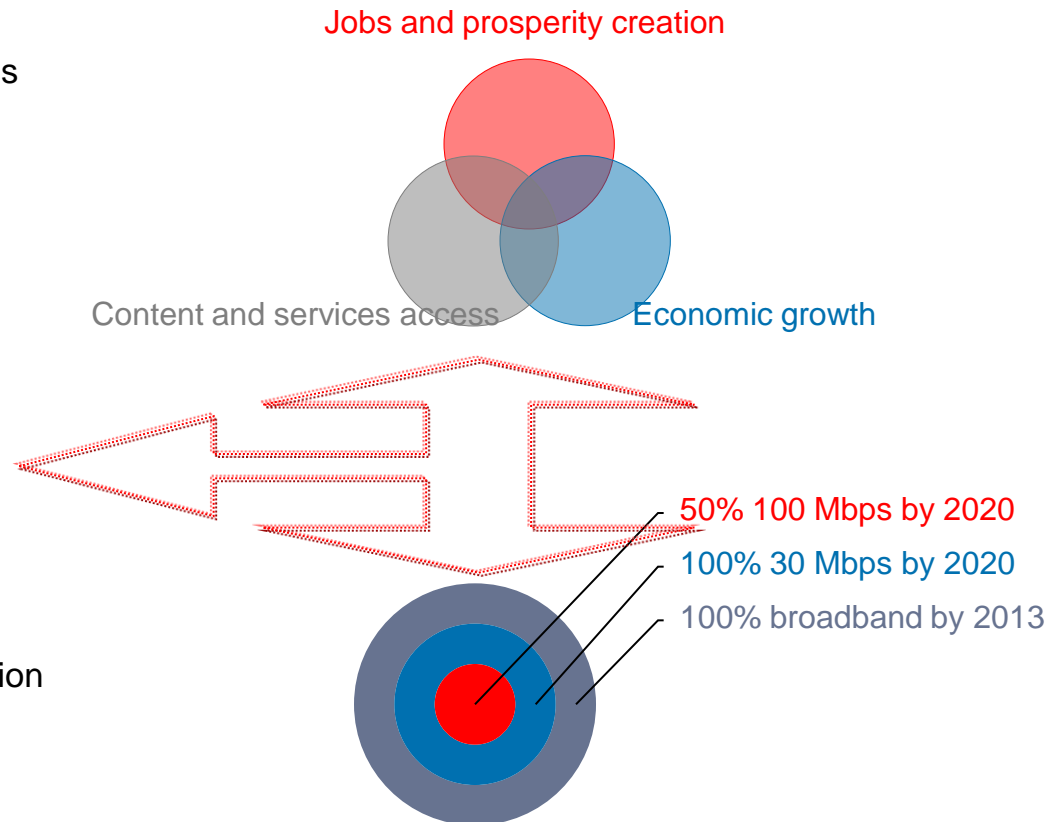 Jobs and prosperity creation
s
Content and services access
Economic growth
50% 100 Mbps by 2020
100% 30 Mbps by 2020
100% broadband by 2013
ion